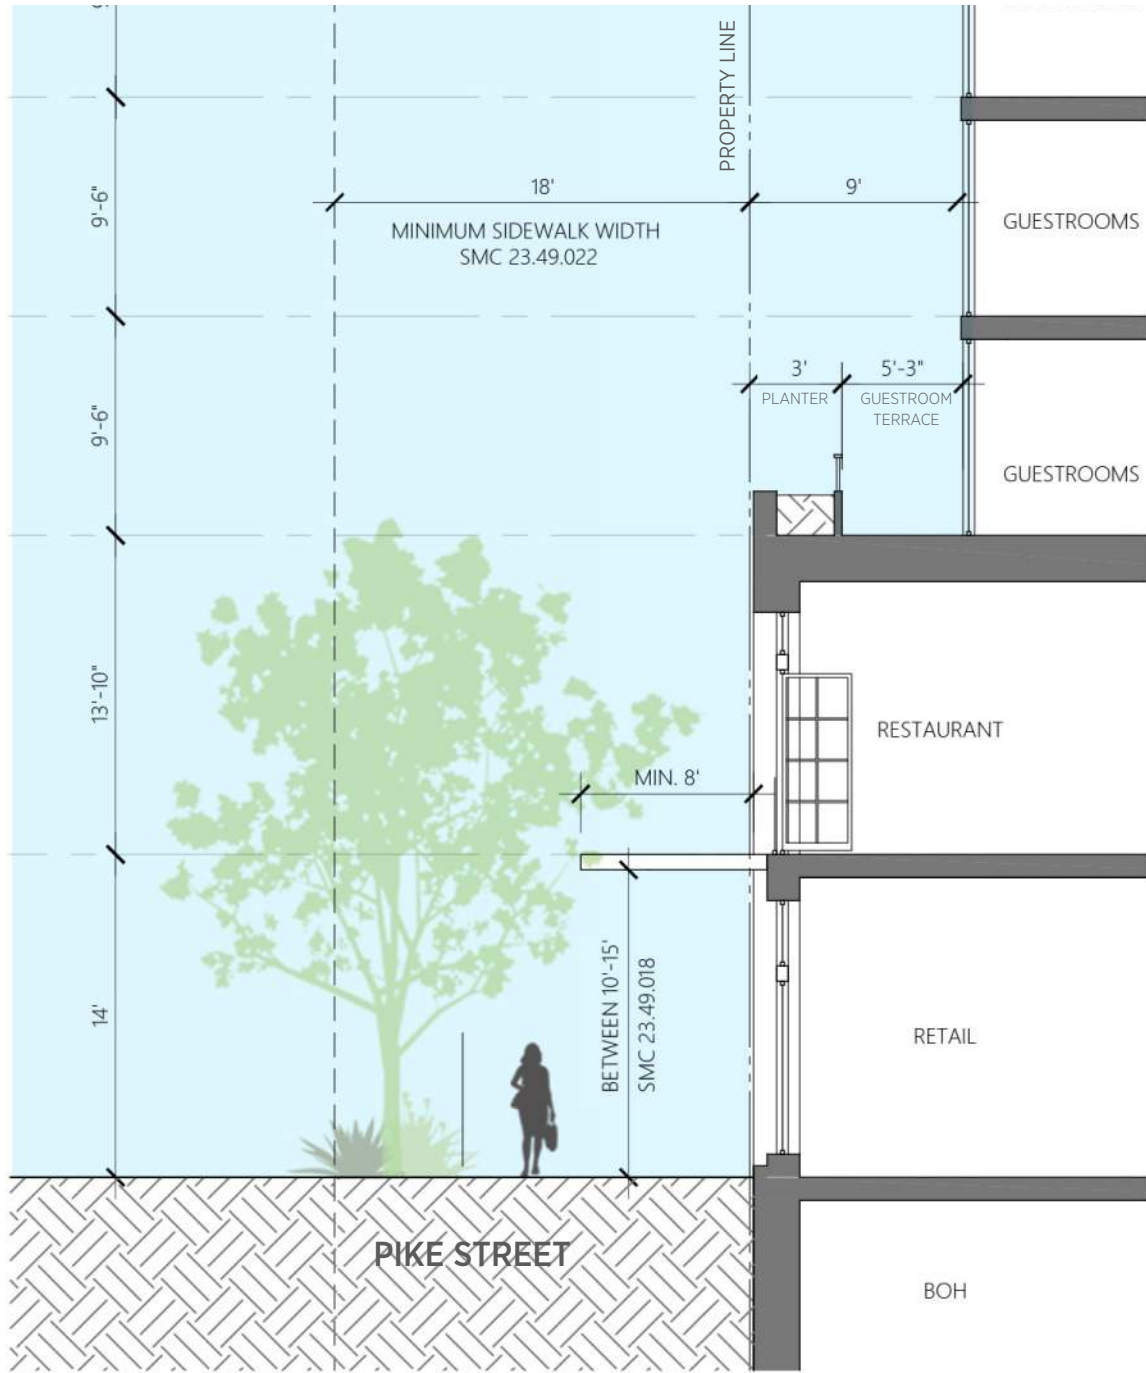 PROPERTY LINE
18'
9'
MINIMUM SIDEWALK WIDTH
SMC 23.49.022
9'-6"
GUESTROOMS
3'
5'-3"
PLANTER
GUESTROOM
TERRACE
9'-6"
GUESTROOMS
13'-10"
RESTAURANT
MIN. 8'
BETWEEN 10'-15'
SMC 23.49.018
14'
RETAIL
PIKE STREET
BOH